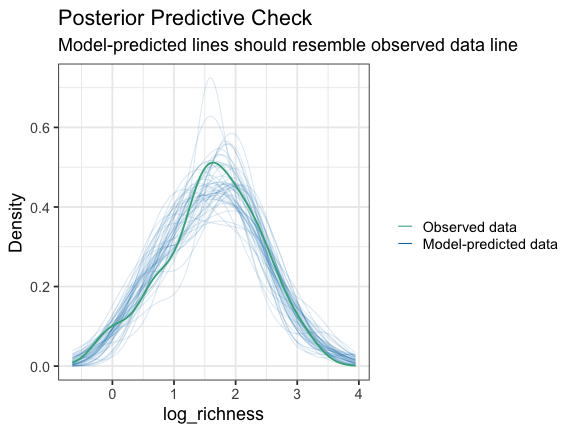 Posterior Predictive Check
Model-predicted lines should resemble observed data line
Density
0.6
0.4
0.2
0.0
0 1 2 3 4
log_richness
Observed data
Model-predicted data